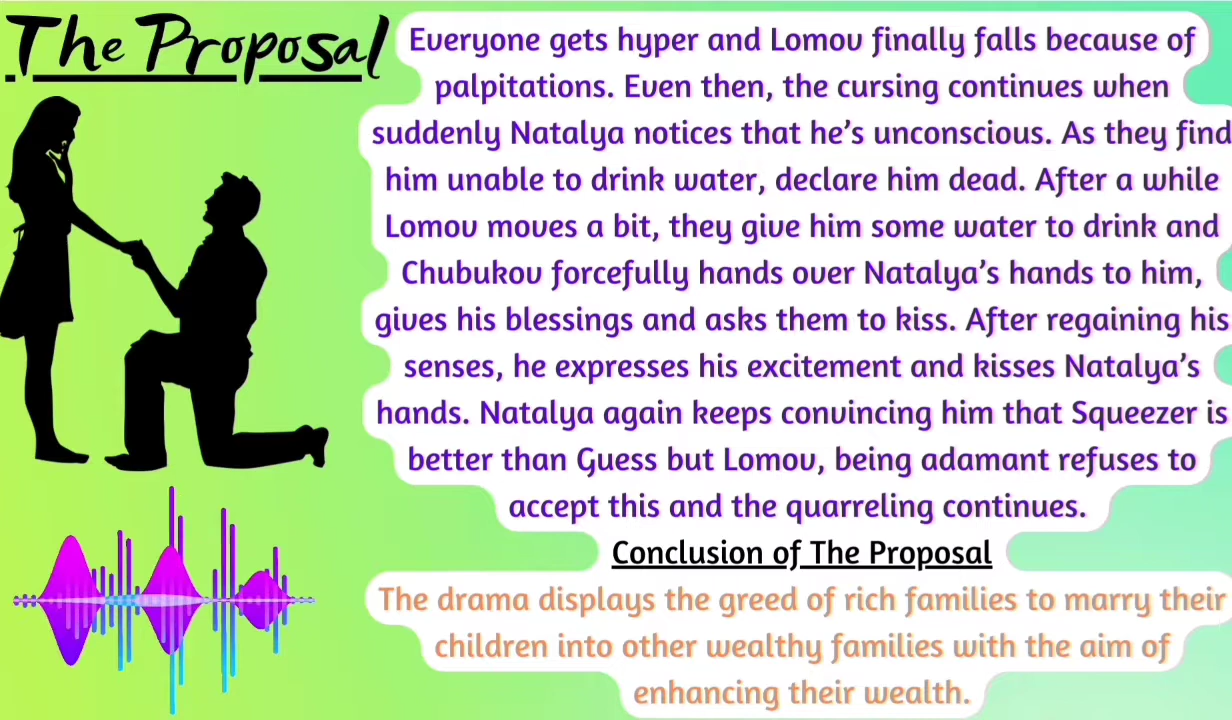 The Proposal
Everyone gets hyper and Lomov finally falls because of
palpitations. Even then, the cursing continues when
suddenly Natalya notices that he's unconscious. As they find
him unable to drink water, declare him dead. After a while
Lomov moves a bit, they give him some water to drink and
Chubukov forcefully hands over Natalya's hands to him,
gives his blessings and asks them to kiss. After regaining his
senses, he expresses his excitement and kisses Natalya's
hands. Natalya again keeps convincing him that Squeezer is
better than Guess but Lomov, being adamant refuses to
accept this and the quarreling continues.
Conclusion of The Proposal
The drama displays the greed of rich families to marry their
children into other wealthy families with the aim of
enhancing their wealth.